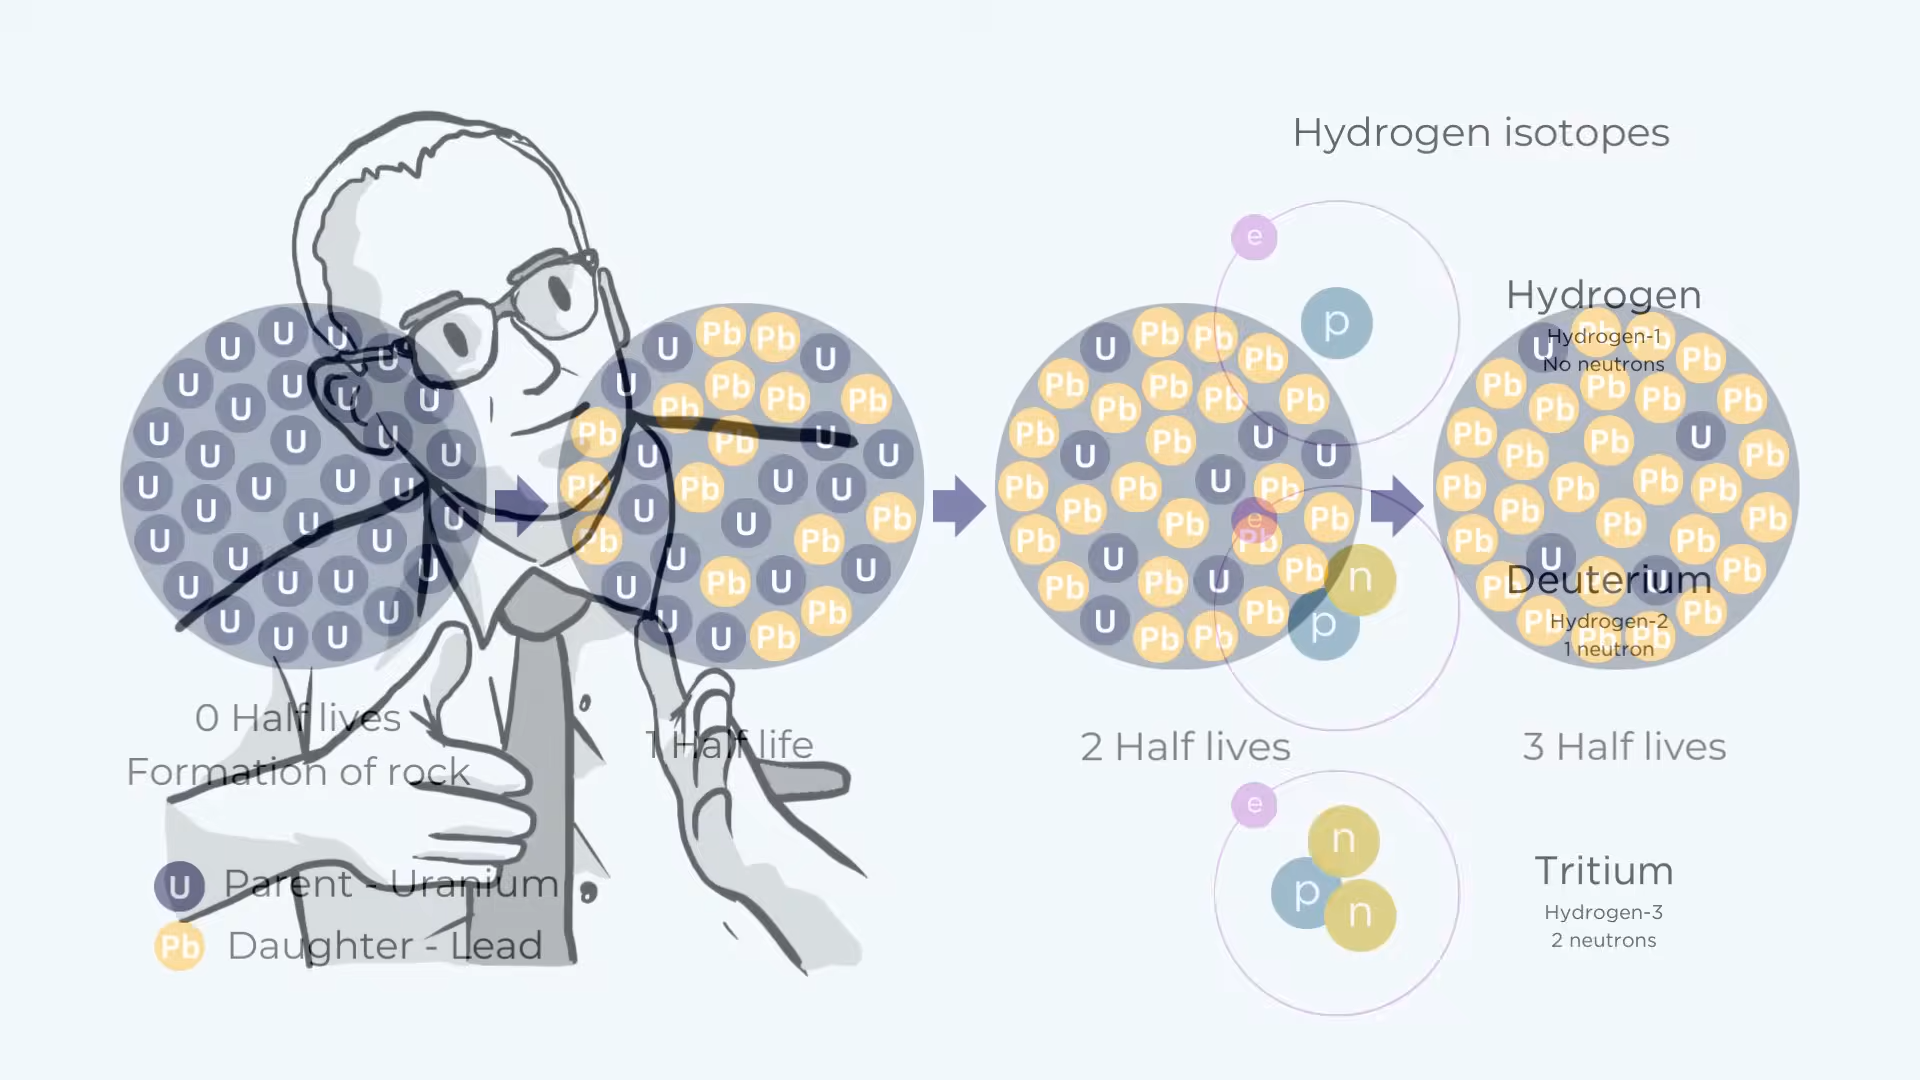 Hydrogen isotopes
e
p
Hydrogen
Hydrogen-1
No neutrons
e
n
p
Deuterium
Hydrogen-2
1 neutron
0 Half lives
Formation of rock
1 Half life
2 Half lives
3 Half lives
e
n
p
n
Tritium
Hydrogen-3
2 neutrons
U Parent - Uranium
Pb Daughter - Lead